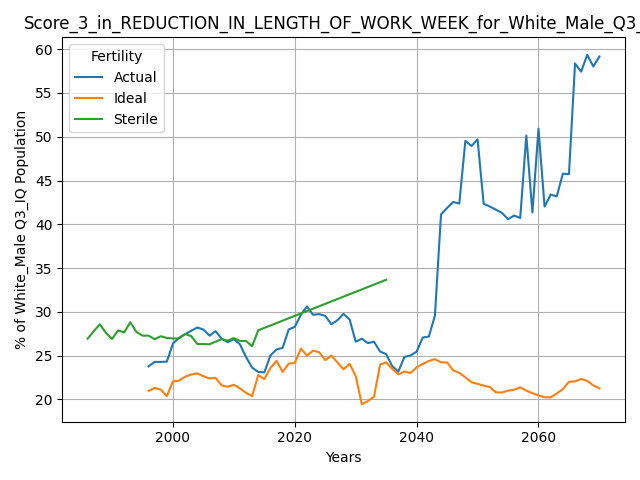 Score_3_in_REDUCTION_IN_LENGTH_OF_WORK_WEEK_for_White_Male_Q3_
Fertility
Actual
Ideal
Sterile
% of White_Male Q3_IQ Population
60
55
50
45
40
35
30
25
20
2000
2020
2040
2060
Years